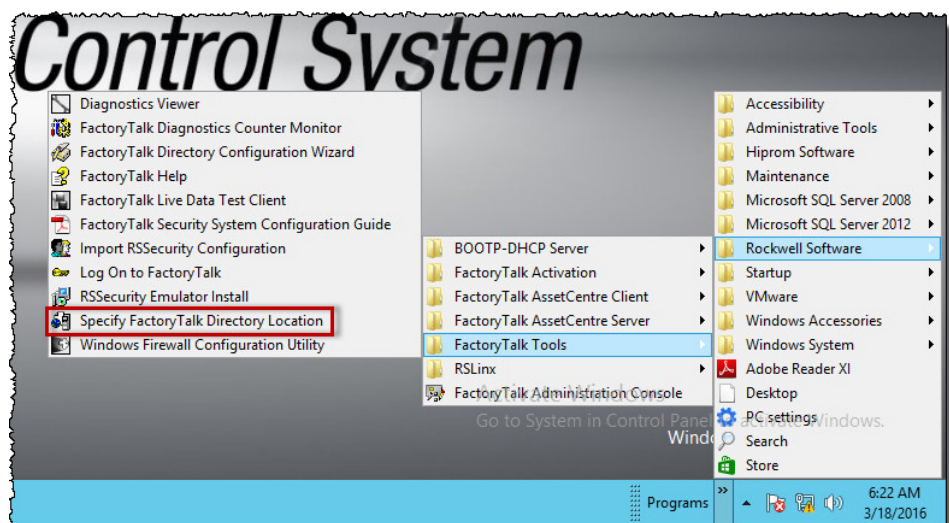 Control System
Diagnostics Viewer
FactoryTalk Diagnostics Counter Monitor
FactoryTalk Directory Configuration Wizard
FactoryTalk Help
FactoryTalk Live Data Test Client
FactoryTalk Security System Configuration Guide
Import RSSecurity Configuration
Log On to FactoryTalk
RSSecurity Emulator Install
Specify FactoryTalk Directory Location
Windows Firewall Configuration Utility
BOOTP-DHCP Server
FactoryTalk Activation
FactoryTalk AssetCentre Client
FactoryTalk AssetCentre Server
FactoryTalk Tools
RSLinx
FactoryTalk Administration Console
Accessibility
Administrative Tools
Hiprom Software
Maintenance
Microsoft SQL Server 2008
Microsoft SQL Server 2012
Rockwell Software
Startup
VMware
Windows Accessories
Windows System
Adobe Reader XI
Desktop
PC settings
Search
Store
Activate Windows
Go to System in Control Panel activate Windows.
Programs
6:22 AM
3/18/2016